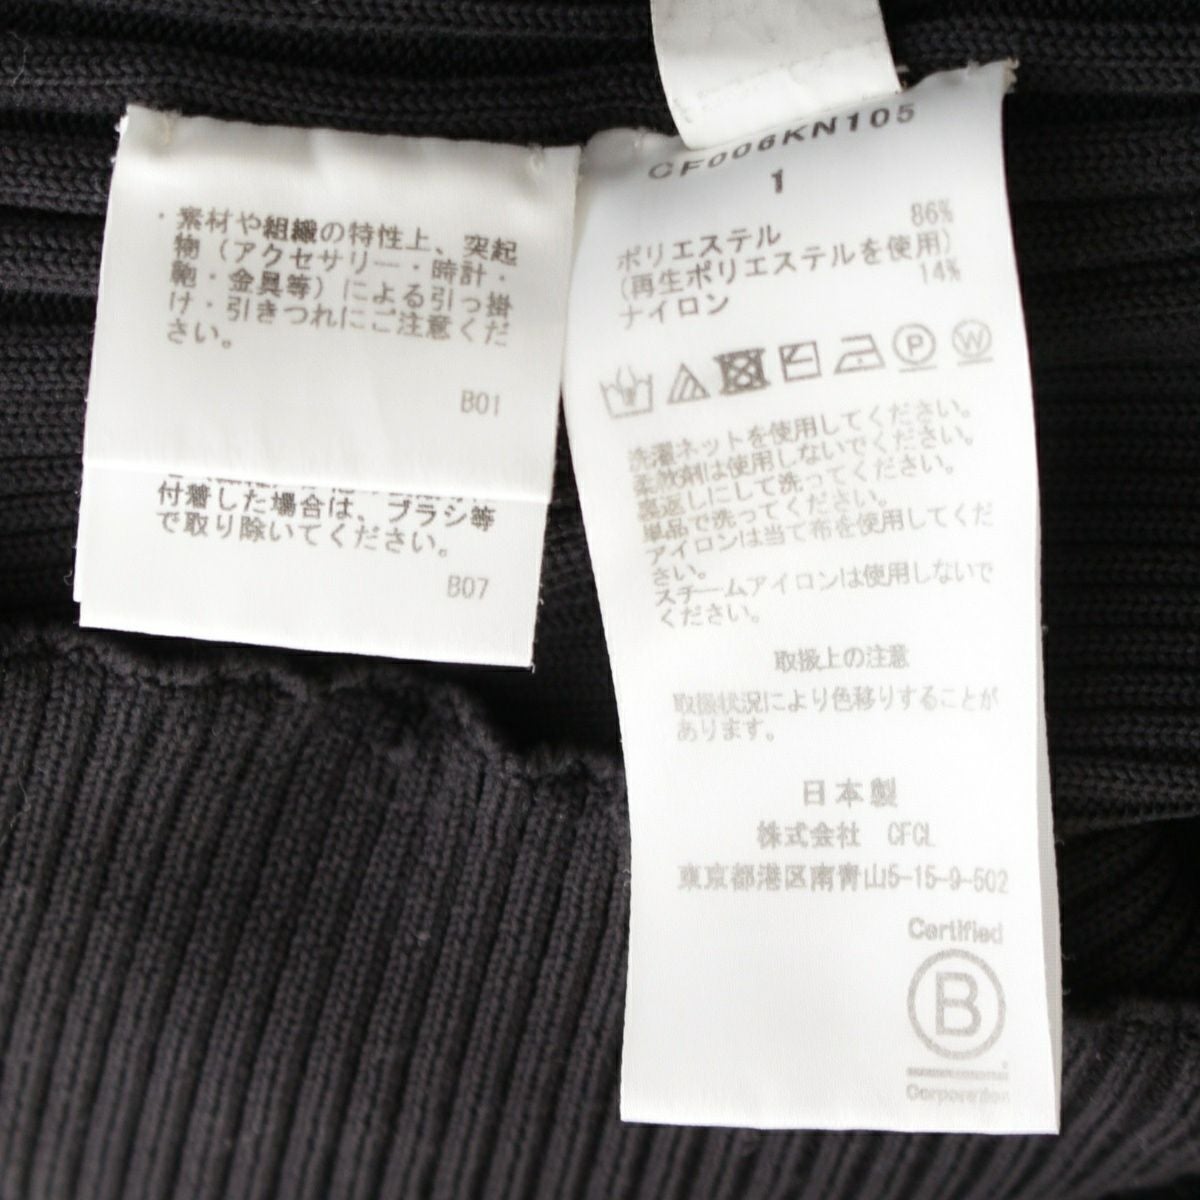 ・素材や組織の特性上、突起
物（アクセサリー・時計・
鞄・金具等）による引っ掛
け・引きつれにご注意くだ
さい。
B01
付着した場合は、ブラシ等
で取り除いてください。
B07
CF006KN105
1
ポリエステル 86%
(再生ポリエステルを使用)
ナイロン 14%
P
W
洗濯ネットを使用してください。
柔軟剤は使用しないでください。
裏返しにして洗ってください。
単品で洗ってください。
アイロンは当て布を使用してくだ
さい。
スチームアイロンは使用しないで
ください。
取扱上の注意
取扱状況により色移りすることが
あります。
日本製
株式会社 CFCL
東京都港区南青山5-15-9-502
Certified
B
Corporation